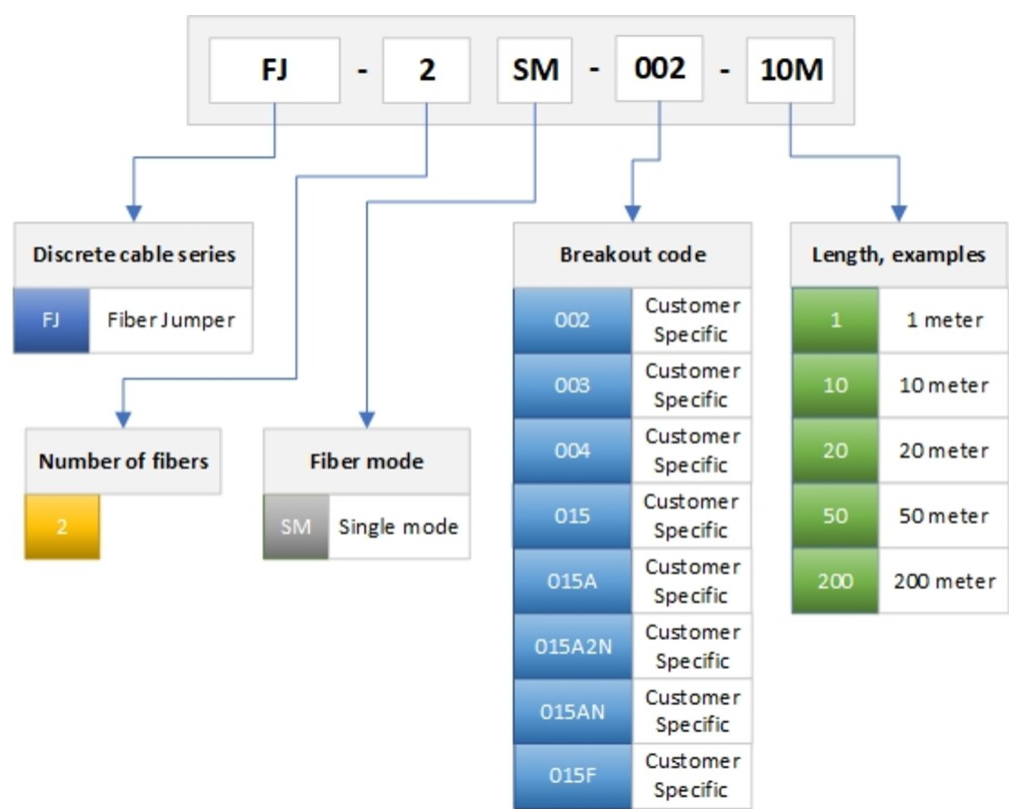 FJ - 2 SM - 002 - 10M
Discrete cable series
FJ Fiber Jumper
Number of fibers
2
Fiber mode
SM Single mode
Breakout code
002 Customer
Specific
003 Customer
Specific
004 Customer
Specific
015 Customer
Specific
015A Customer
Specific
015A2N Customer
Specific
015AN Customer
Specific
015F Customer
Specific
Length, examples
1 1 meter
10 10 meter
20 20 meter
50 50 meter
200 200 meter